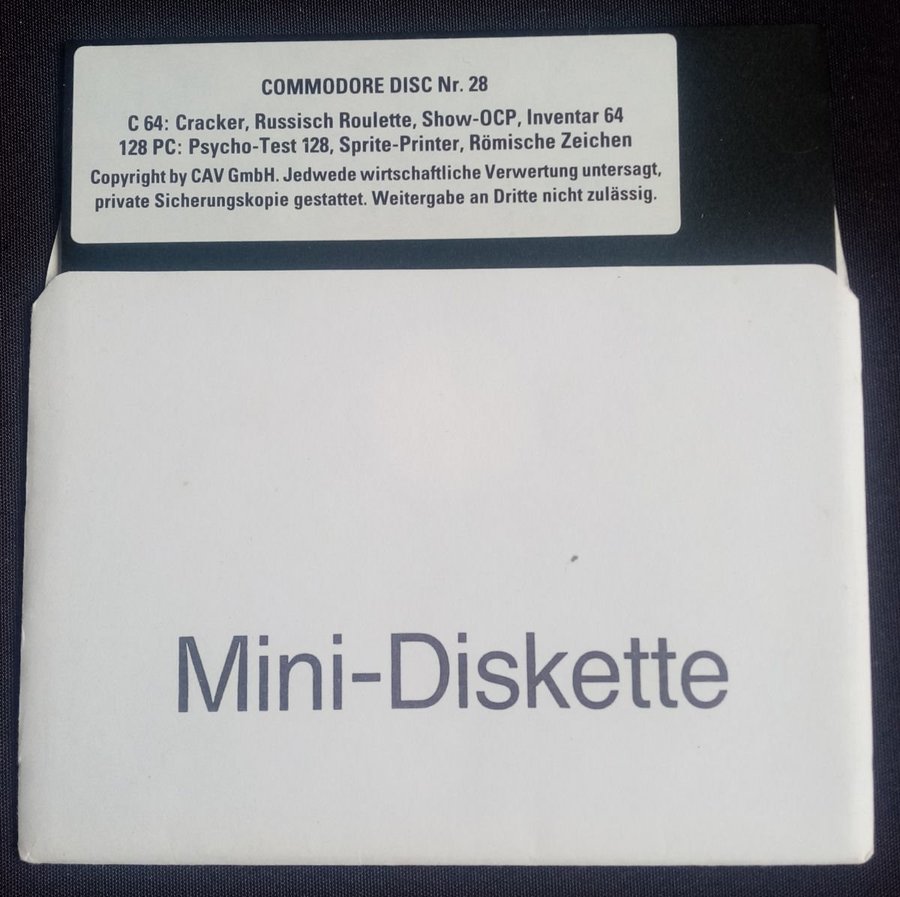 COMMODORE DISC Nr. 28
C 64: Cracker, Russisch Roulette, Show-OCP, Inventar 64
128 PC: Psycho-Test 128, Sprite-Printer, Römische Zeichen
Copyright by CAV GmbH. Jedwede wirtschaftliche Verwertung untersagt,
private Sicherungskopie gestattet. Weitergabe an Dritte nicht zulässig.
Mini-Diskette